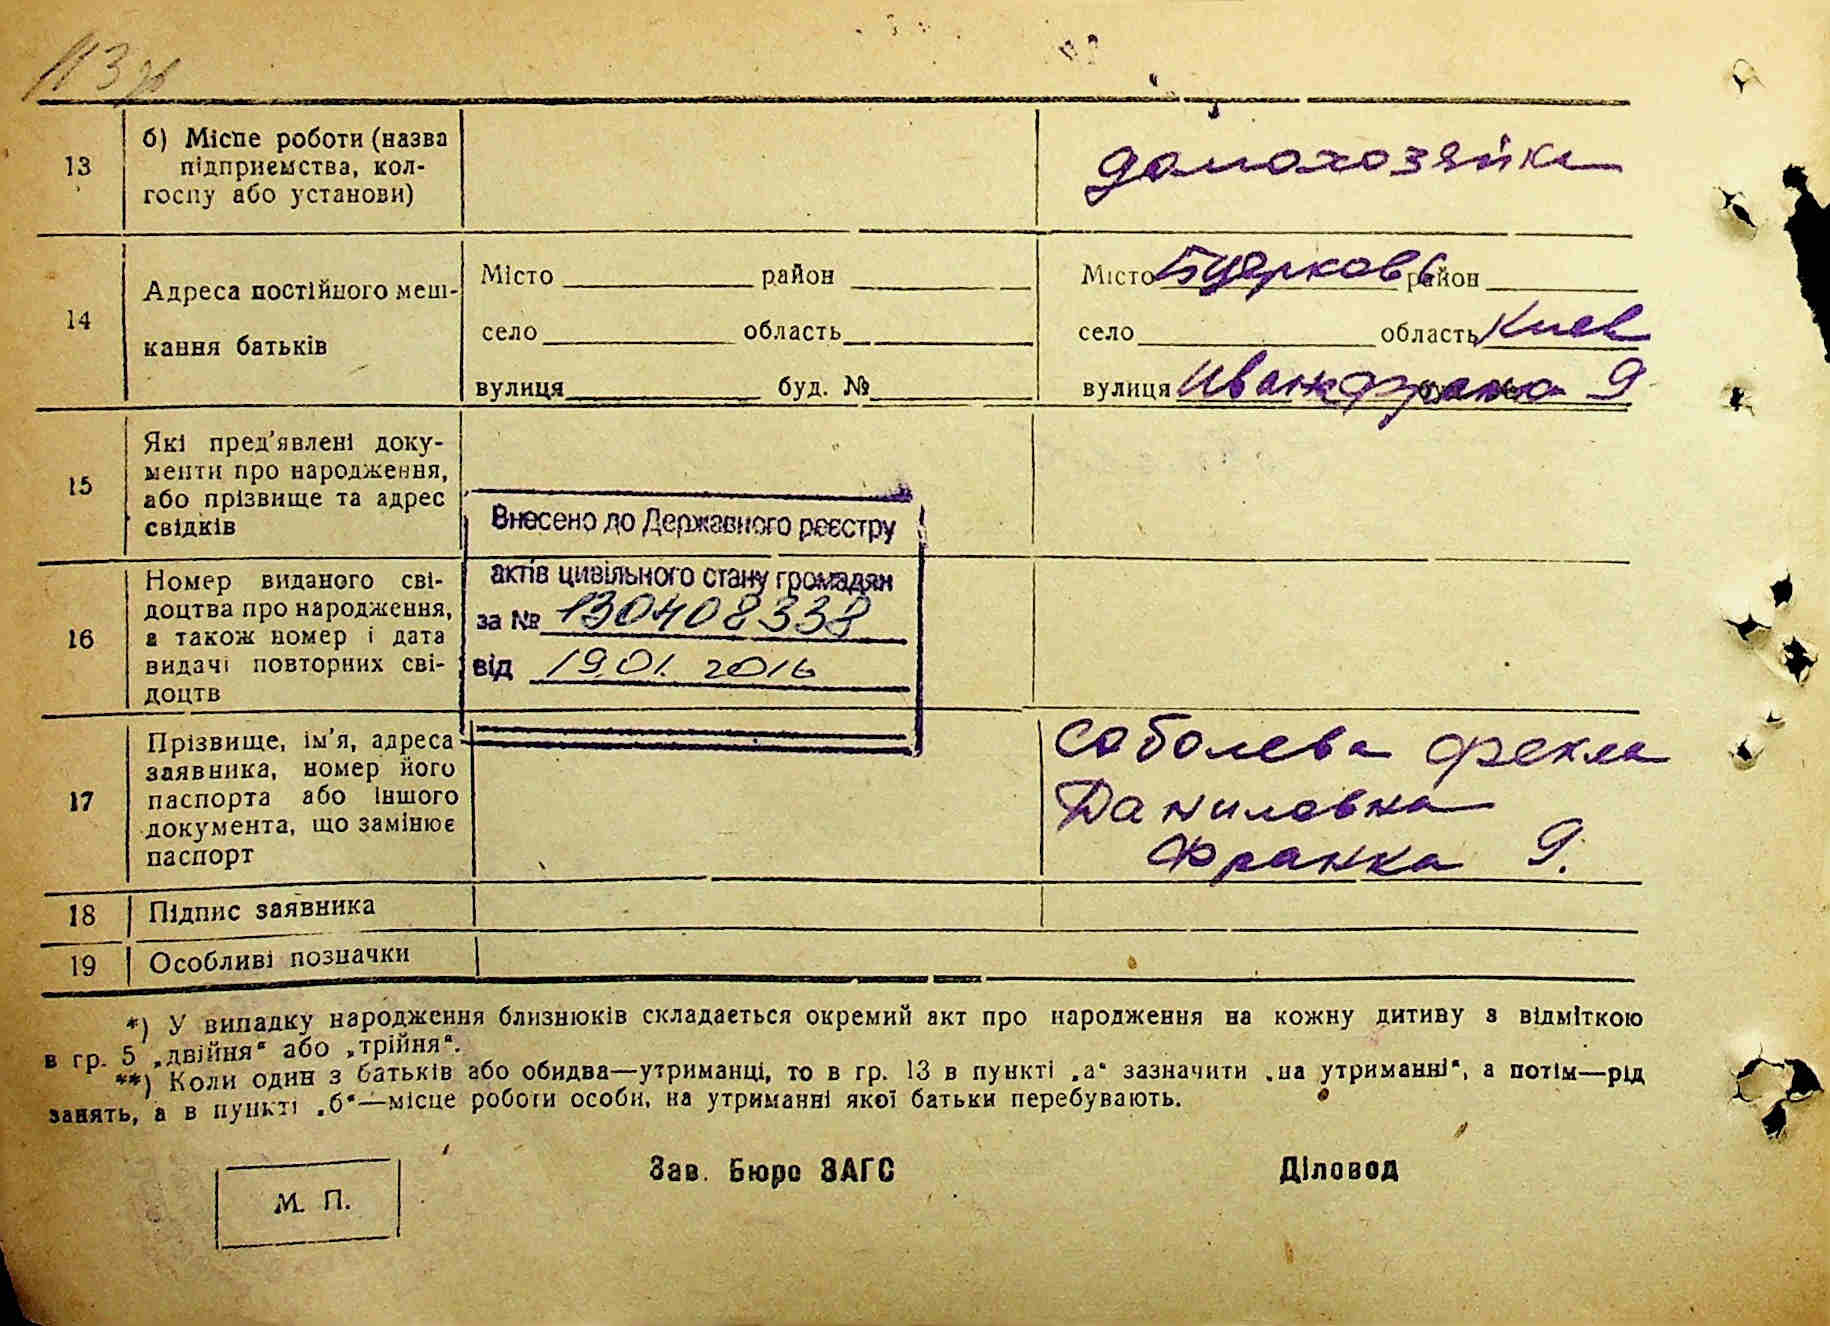 113
13
б) Місце роботи (назва
підприемства, кол-
госпу або установи)
домохозяйка
14
Адреса постійного меш-
кання батьків
Місто район
село область
вулиця буд. №
Місто Бцерковь район
село область Киев
вулиця Иван Франко 9
15
Які пред'явлені доку-
менти про народження,
або прізвище та адрес
свідків
Внесено до Державного реєстру
актів цивільного стану громадян
за № 130408338
від 19.01.2016
16
Номер виданого сві-
доцтва про народження,
а також номер і дата
видачі повторних сві-
доцтв
17
Прізвище, ім'я, адреса
заявника, номер його
паспорта або іншого
документа, що замінює
паспорт
Соболева Фекла
Даниловна
Франка 9.
18 Підпис заявника
19 Особливі позначки
*) У випадку народження близнюків складається окремий акт про народження на кожну дитину з відміткою
в гр. 5 „двійня“ або „трійня“.
**) Коли один з батьків або обидва—утриманці, то в гр. 13 в пункті „а“ зазначити „на утриманні“, а потім—рід
занять, а в пункті „б“—місце роботи особи, на утриманні якої батьки перебувають.
Зав. Бюро ЗАГС
Діловод
М. П.